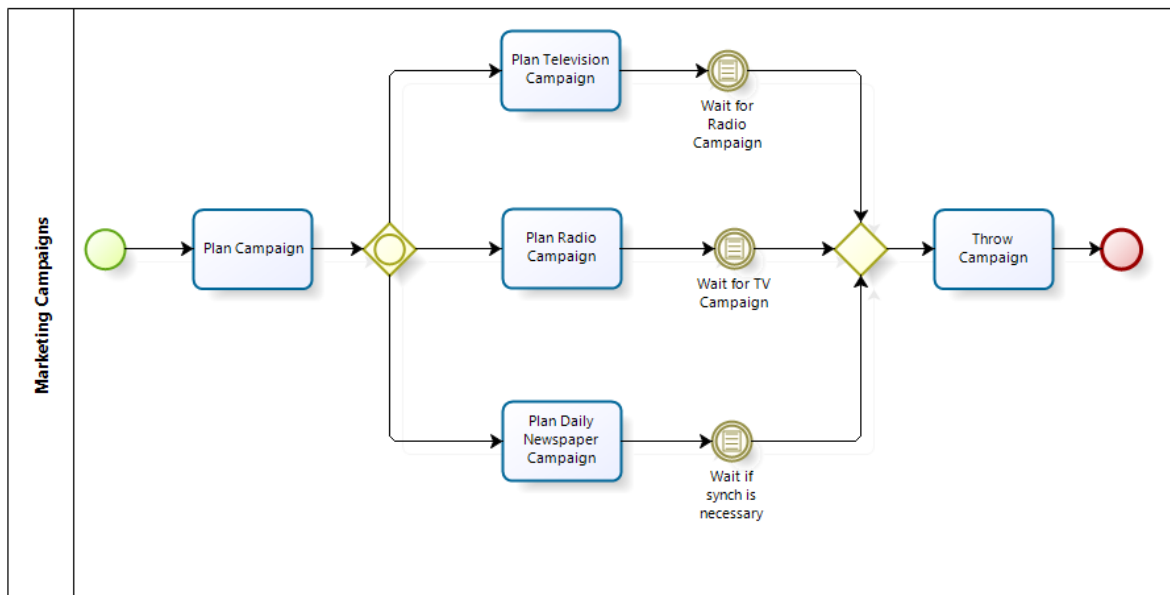 Marketing Campaigns
Plan Campaign
Plan Television
Campaign
Wait for
Radio
Campaign
Plan Radio
Campaign
Wait for TV
Campaign
Plan Daily
Newspaper
Campaign
Wait if
synch is
necessary
Throw
Campaign